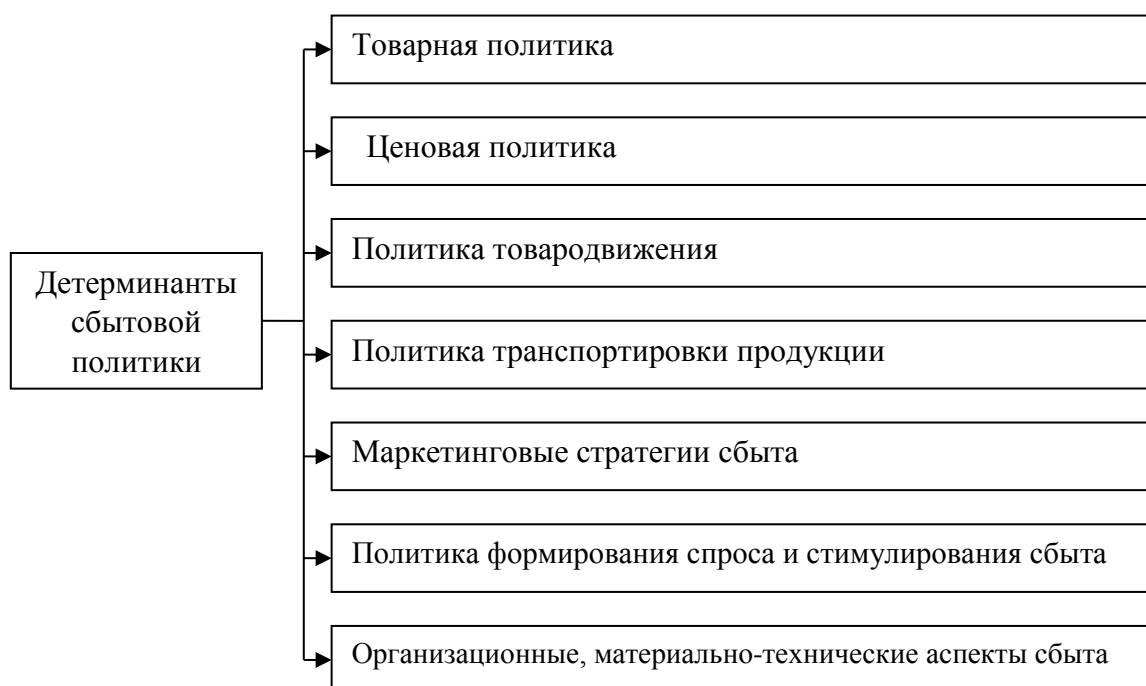 Детерминанты
сбытовой
политики
Товарная политика
Ценовая политика
Политика товародвижения
Политика транспортировки продукции
Маркетинговые стратегии сбыта
Политика формирования спроса и стимулирования сбыта
Организационные, материально-технические аспекты сбыта